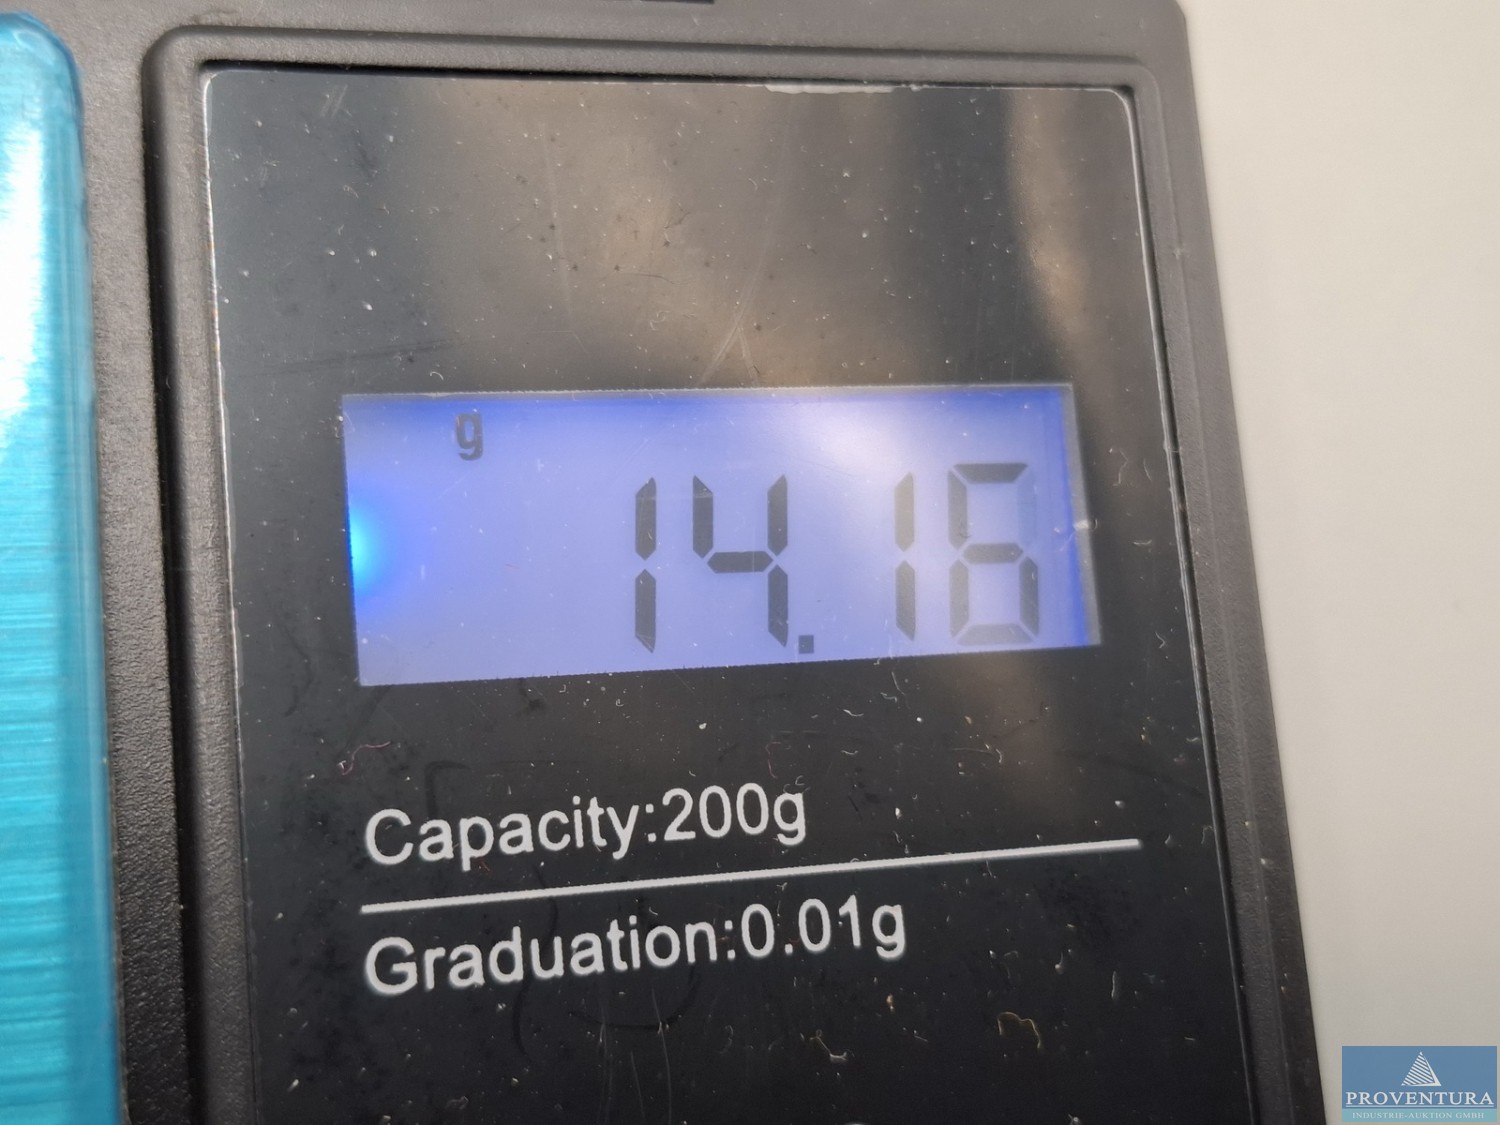 g
14.16
Capacity:200g
Graduation:0.01g
PROVENTURA
INDUSTRIE-AUKTION GMBH